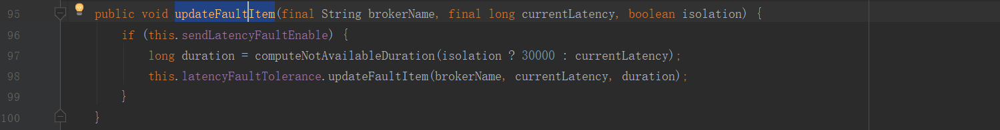 95 public void updateFaultItem(final String brokerName, final long currentLatency, boolean isolation) {
96 if (this.sendLatencyFaultEnable) {
97 long duration = computeNotAvailableDuration(isolation ? 30000 : currentLatency);
98 this.latencyFaultTolerance.updateFaultItem(brokerName, currentLatency, duration);
99 }
100 }